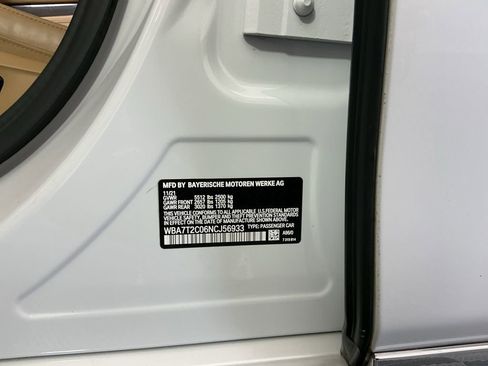 MFD BY BAYERISCHE MOTOREN WERKE AG
11/21
GVWR 5512 lbs 2500 kg
GAWR FRONT 2657 lbs 1205 kg
GAWR REAR 3020 lbs 1370 kg
THIS VEHICLE CONFORMS TO ALL APPLICABLE
U.S.FEDERAL MOTOR VEHICLE SAFETY, BUMPER AND THEFT
PREVENTION STANDARDS IN EFFECT ON THE DATE
OF MANUFACTURE SHOWN ABOVE.
WBA7T2C06NCJ56933 TYPE: PASSENGER CAR
A96/0